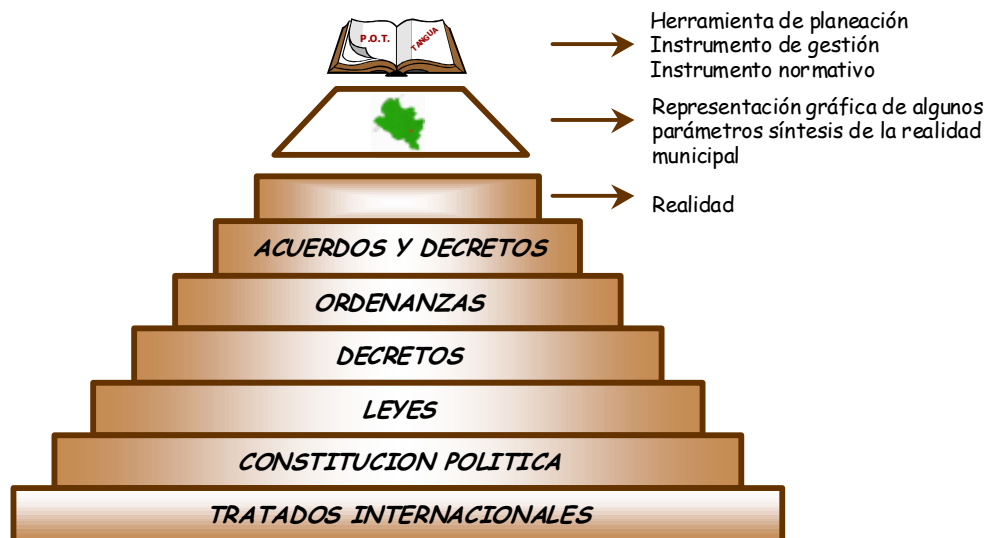 P.O.T.
TANGUA
Herramienta de planeación
Instrumento de gestión
Instrumento normativo
Representación gráfica de algunos
parámetros síntesis de la realidad
municipal
Realidad
ACUERDOS Y DECRETOS
ORDENANZAS
DECRETOS
LEYES
CONSTITUCION POLITICA
TRATADOS INTERNACIONALES